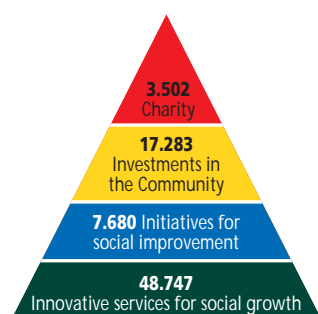 3.502
Charity
17.283
Investments in
the Community
7.680 Initiatives for
social improvement
48.747
Innovative services for social growth